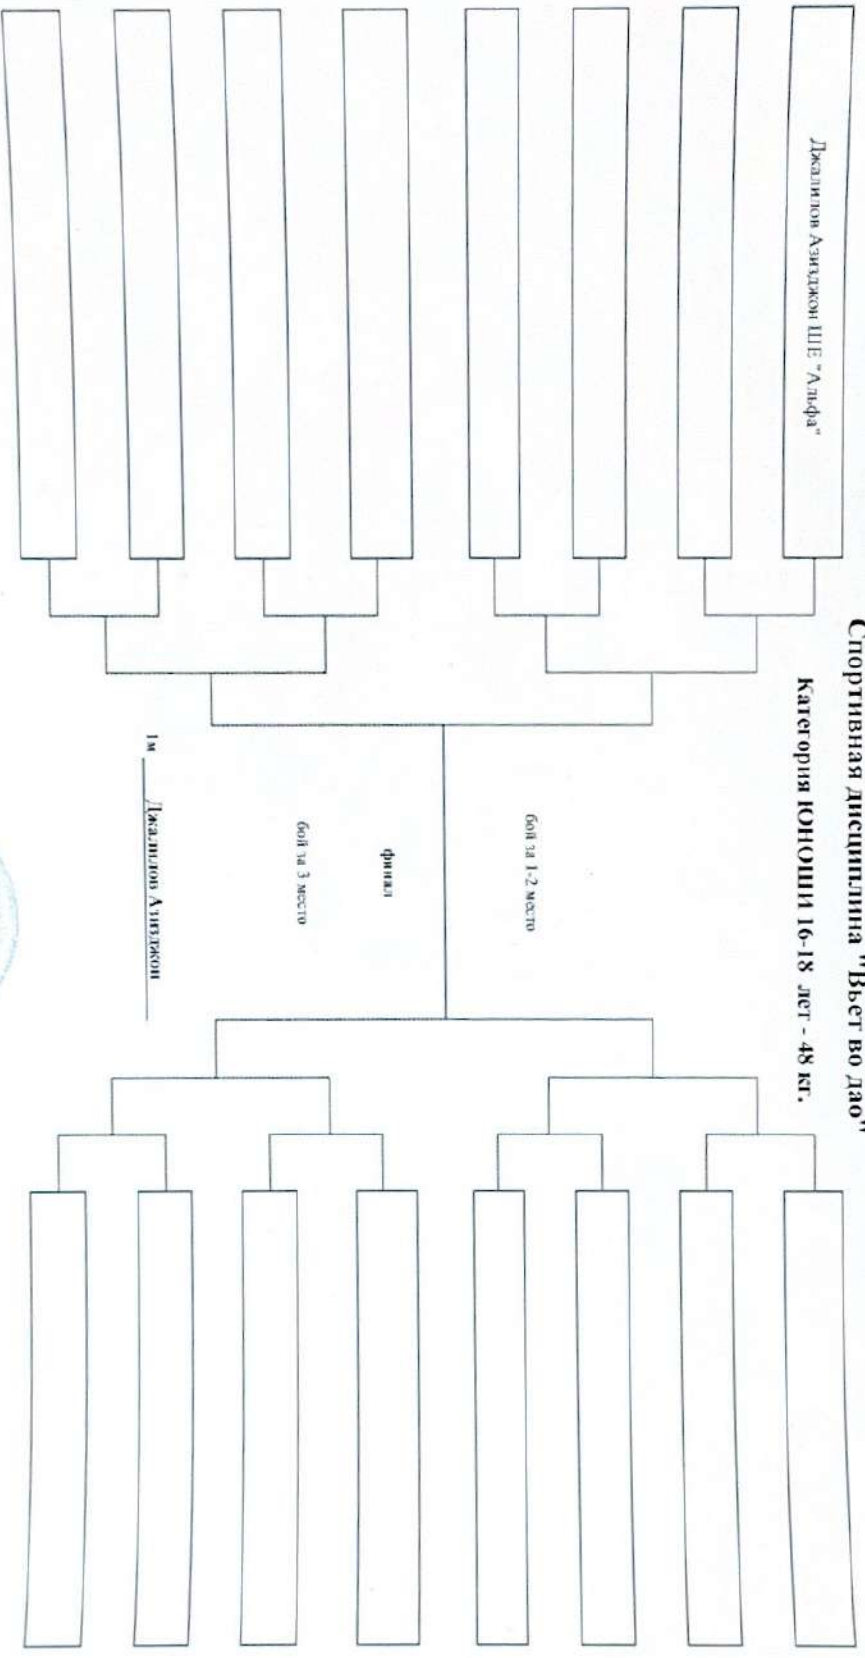 Спортивная дисциплина "Вьет во дао"
Категория ЮНОШИ 16-18 лет - 48 кг.
Джалилов Азизджон ШЕ "Альфа"
бой за 1-2 место
финал
бой за 3 место
1м Джалилов Азизджон